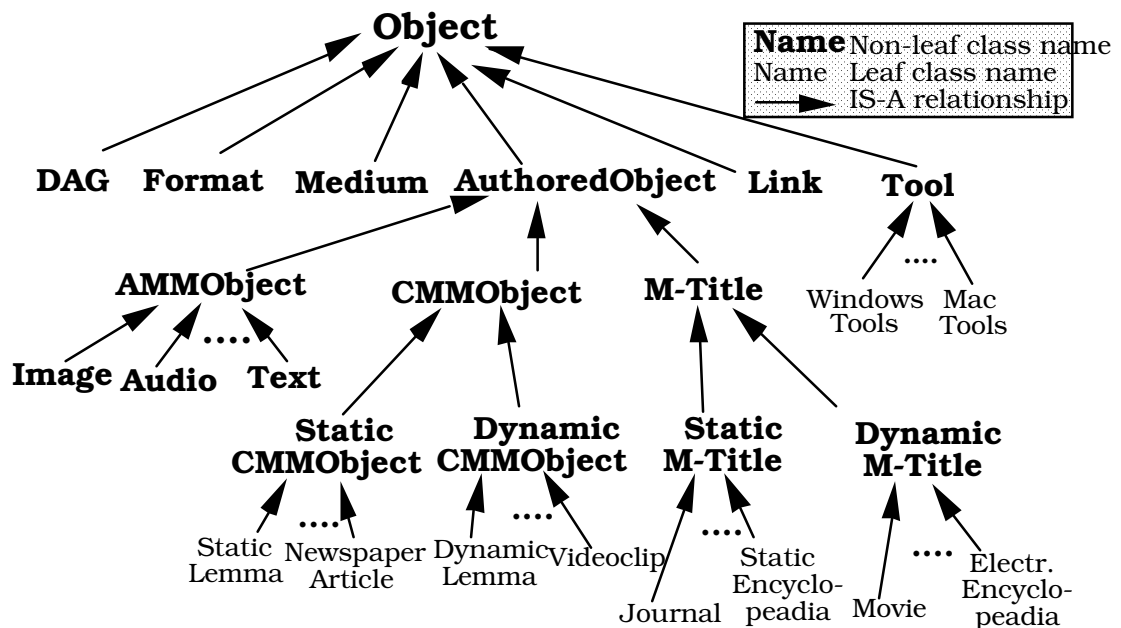 Object
Name Non-leaf class name
Name Leaf class name
IS-A relationship
DAG Format Medium AuthoredObject Link Tool
AMMObject CMMObject M-Title
Windows
Tools
Mac
Tools
....
Image Audio .... Text
Static
CMMObject
Dynamic
CMMObject
Static
M-Title
Dynamic
M-Title
....
....
....
....
Static
Lemma
Newspaper
Article
Dynamic
Lemma
Videoclip
Journal
Static
Encyclo-
peadia
Movie
Electr.
Encyclo-
peadia